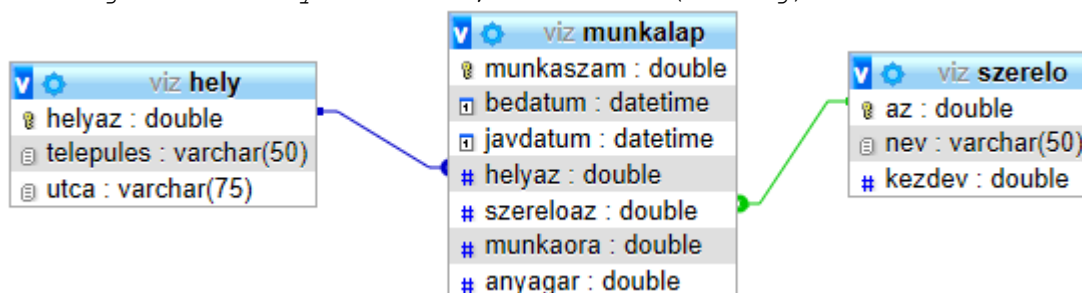 viz hely
helyaz : double
telepules : varchar(50)
utca : varchar(75)
viz munkalap
munkaszam : double
bedatum : datetime
javdatum : datetime
helyaz : double
szereloaz : double
munkaora : double
anyagar : double
viz szerelo
az : double
nev : varchar(50)
kezdev : double